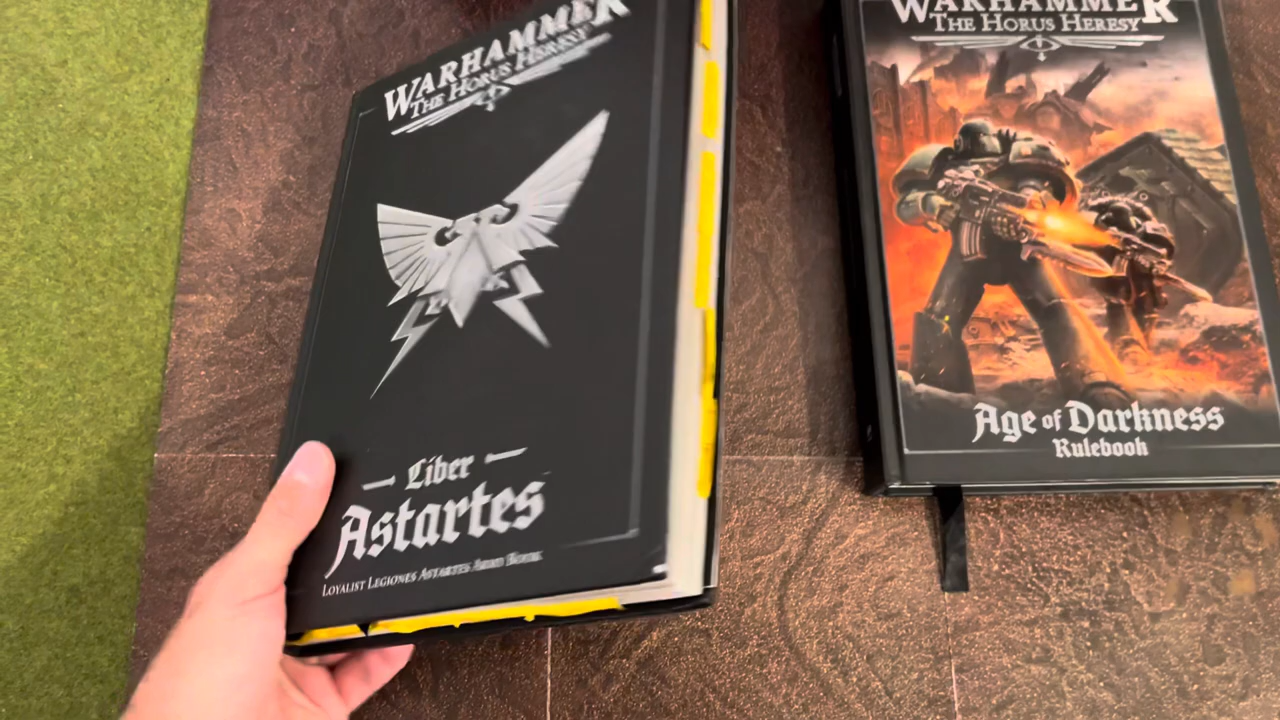 WARHAMMER
THE HORUS HERESY
Liber
Astartes
LOYALIST LEGIONES ASTARTES ARMY BOOK
WARHAMMER
THE HORUS HERESY
Age of Darkness
Rulebook